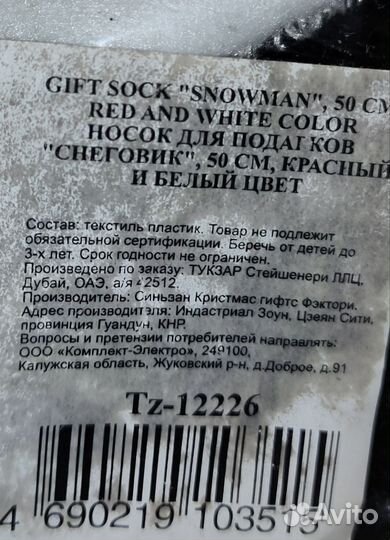 GIFT SOCK "SNOWMAN", 50 CM,
RED AND WHITE COLOR
НОСОК ДЛЯ ПОДАРКОВ
"СНЕГОВИК", 50 СМ, КРАСНЫЙ
И БЕЛЫЙ ЦВЕТ
Состав: текстиль пластик. Товар не подлежит
обязательной сертификации. Беречь от детей до
3-х лет. Срок годности не ограничен.
Произведено по заказу: ТУКЗАР Стейшенери ЛЛЦ,
Дубай, ОАЭ, а/я 42512.
Производитель: Синьзан Кристмас гифтс Фэктори.
Адрес производителя: Индастриал Зоун, Цзеян Сити,
провинция Гуандун, КНР.
Вопросы и претензии потребителей направлять:
ООО «Комплект-Электро», 249100,
Калужская область, Жуковский р-н, д.Доброе, д.91
Tz-12226
4 690219 103515
Avito